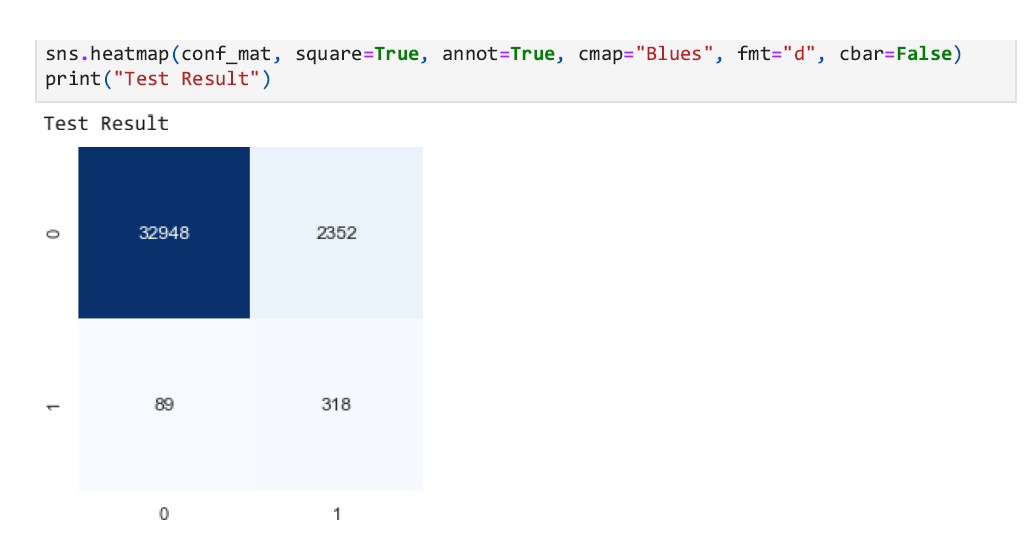 sns.heatmap(conf_mat, square=True, annot=True, cmap="Blues", fmt="d", cbar=False)
print("Test Result")
Test Result
0
32948 2352
1
89 318
0 1